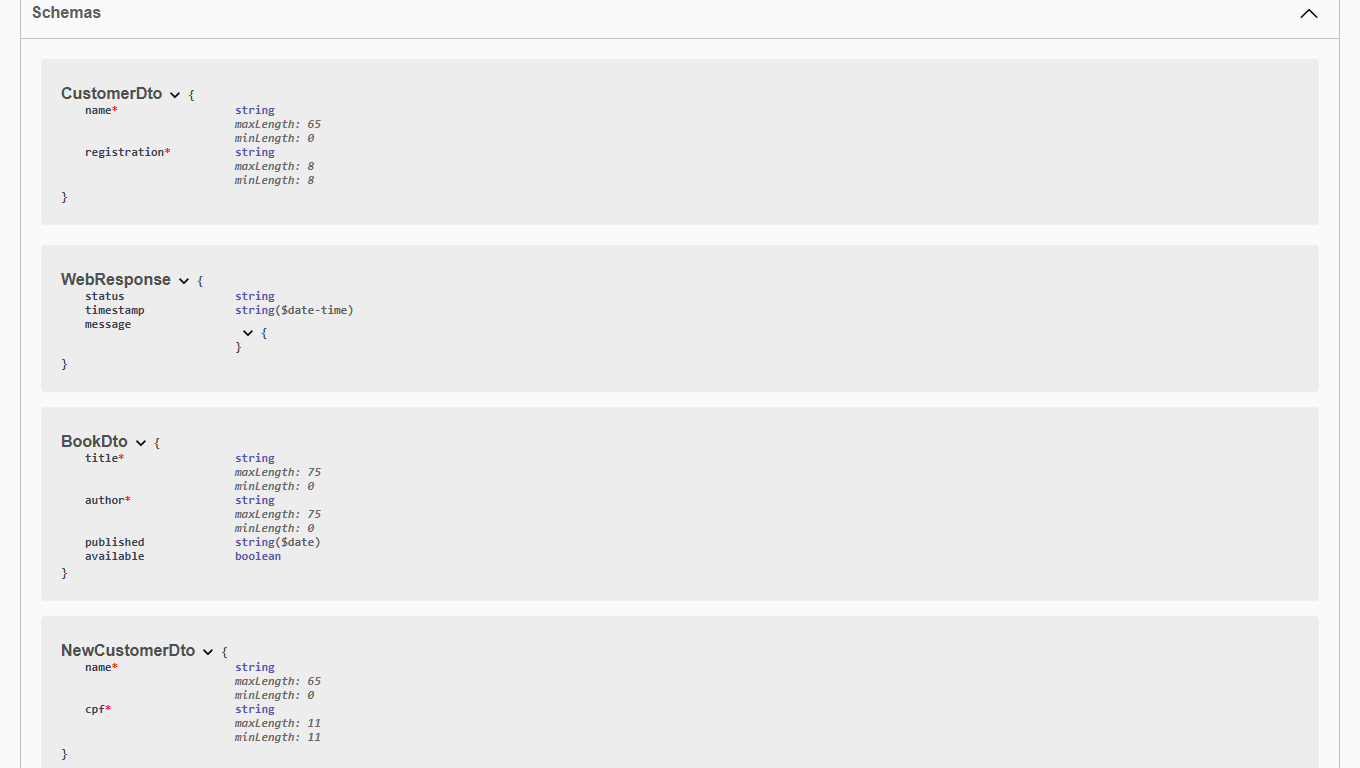 Schemas
CustomerDto {
name* string
maxLength: 65
minLength: 0
registration* string
maxLength: 8
minLength: 8
}
WebResponse {
status string
timestamp string($date-time)
message
{
}
}
BookDto {
title* string
maxLength: 75
minLength: 0
author* string
maxLength: 75
minLength: 0
published string($date)
available boolean
}
NewCustomerDto {
name* string
maxLength: 65
minLength: 0
cpf* string
maxLength: 11
minLength: 11
}